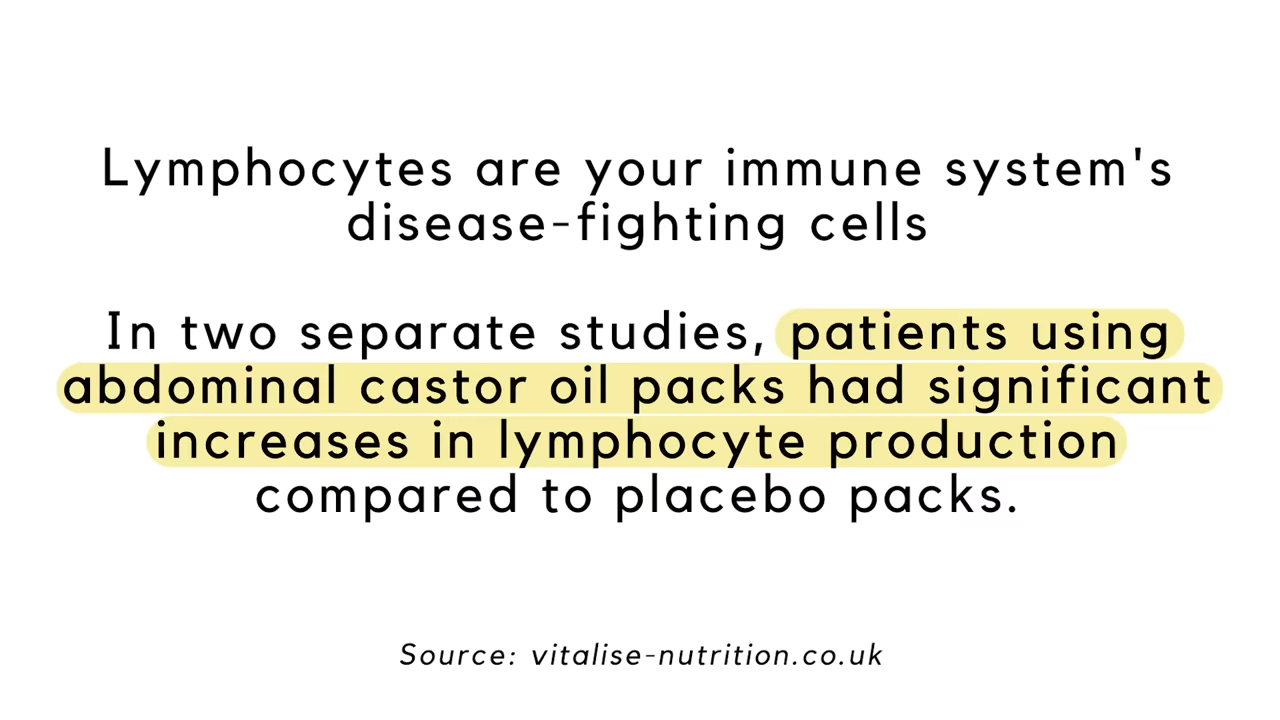 Lymphocytes are your immune system's
disease-fighting cells
In two separate studies, patients using
abdominal castor oil packs had significant
increases in lymphocyte production
compared to placebo packs.
Source: vitalise-nutrition.co.uk